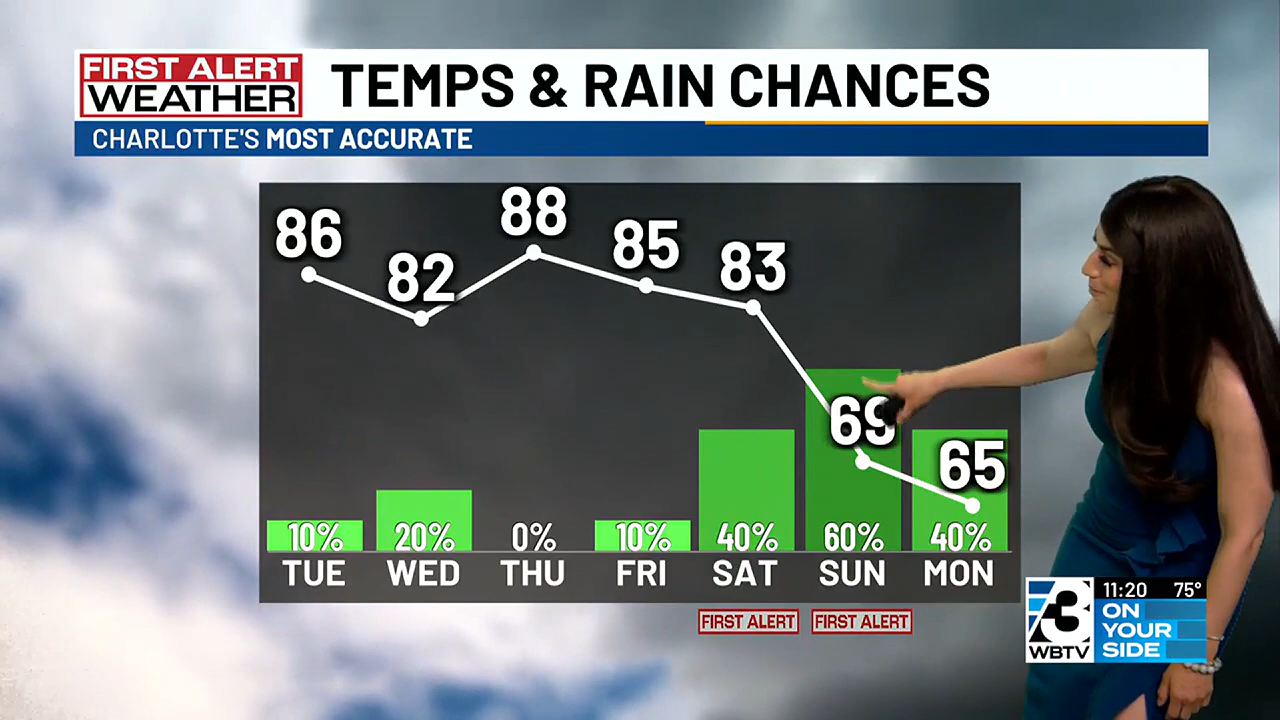 FIRST ALERT
WEATHER
TEMPS & RAIN CHANCES
CHARLOTTE'S MOST ACCURATE
86
82
88
85
83
69
65
10%
20%
0%
10%
40%
60%
40%
TUE
WED
THU
FRI
SAT
SUN
MON
FIRST ALERT
FIRST ALERT
3
WBTV
11:20 75°
ON
YOUR
SIDE